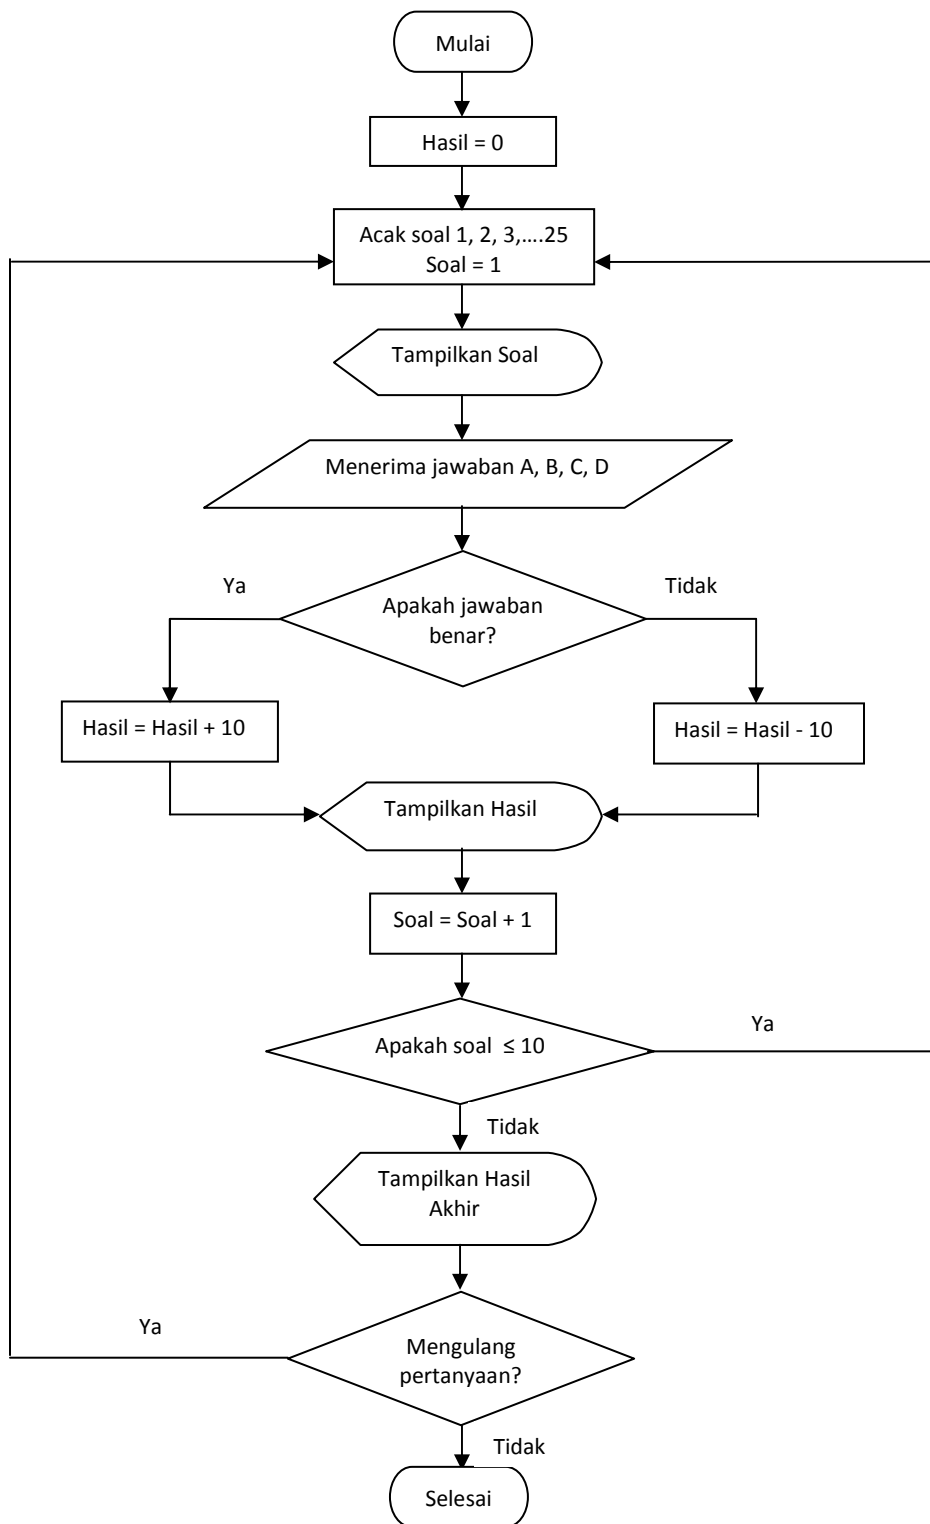 Mulai
Hasil = 0
Acak soal 1, 2, 3,....25
Soal = 1
Tampilkan Soal
Menerima jawaban A, B, C, D
Ya
Tidak
Apakah jawaban
benar?
Hasil = Hasil + 10
Hasil = Hasil - 10
Tampilkan Hasil
Soal = Soal + 1
Ya
Apakah soal ≤ 10
Tidak
Tampilkan Hasil
Akhir
Ya
Mengulang
pertanyaan?
Tidak
Selesai